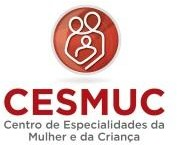 CESMUC
Centro de Especialidades da
Mulher e da Criança